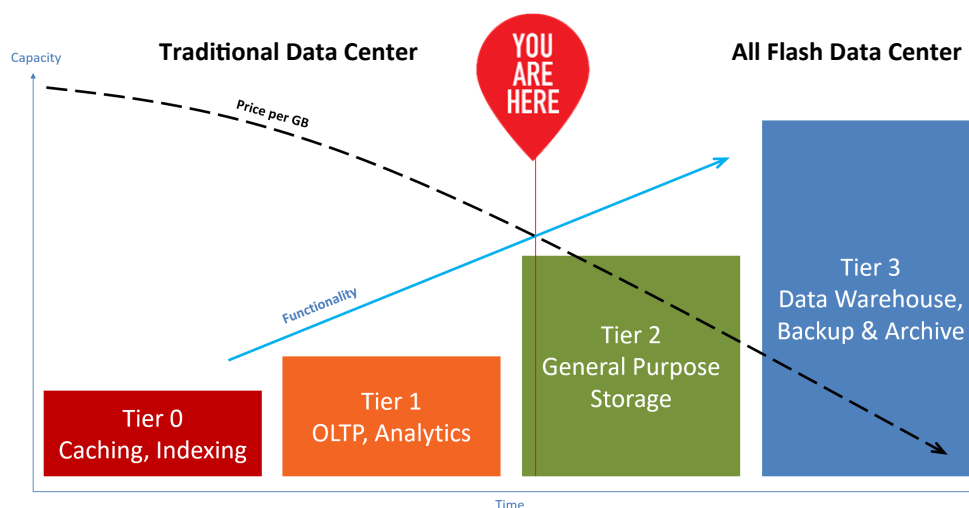 Traditional Data Center
All Flash Data Center
YOU
ARE
HERE
Capacity
Price per GB
Functionality
Tier 0
Caching, Indexing
Tier 1
OLTP, Analytics
Tier 2
General Purpose
Storage
Tier 3
Data Warehouse,
Backup & Archive
Time